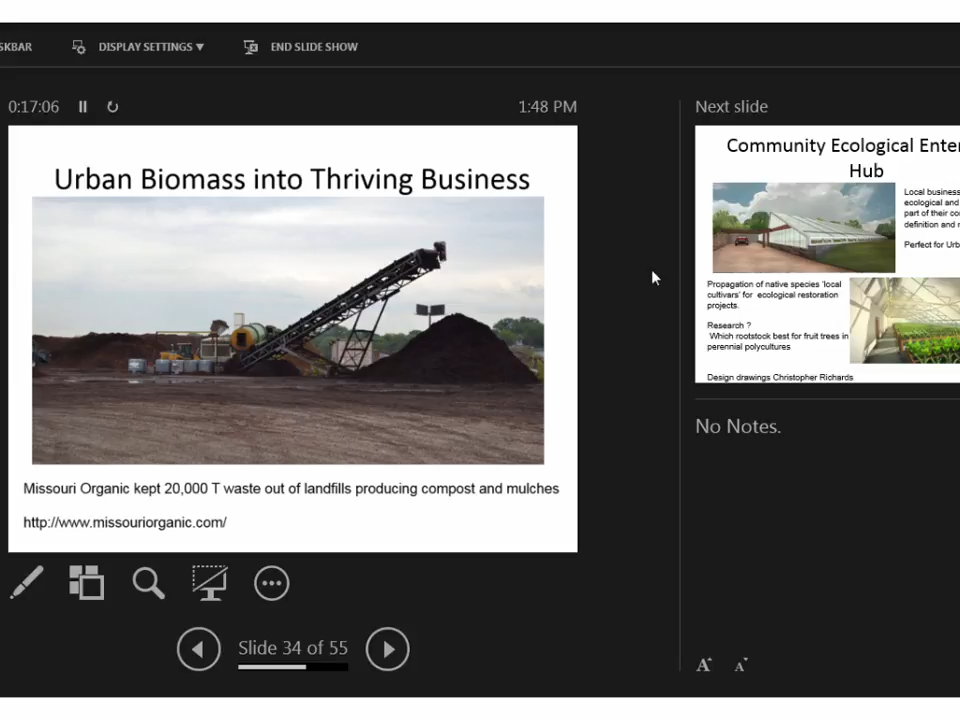 SKBAR
DISPLAY SETTINGS ▼
END SLIDE SHOW
0:17:06
1:48 PM
Urban Biomass into Thriving Business
Missouri Organic kept 20,000 T waste out of landfills producing compost and mulches
http://www.missouriorganic.com/
Slide 34 of 55
Next slide
Community Ecological Enter
Hub
Local business
ecological and
part of their co
definition and r
Perfect for Urb
Propagation of native species 'local
cultivars' for ecological restoration
projects.
Research ?
Which rootstock best for fruit trees in
perennial polycultures
Design drawings Christopher Richards
No Notes.
A A